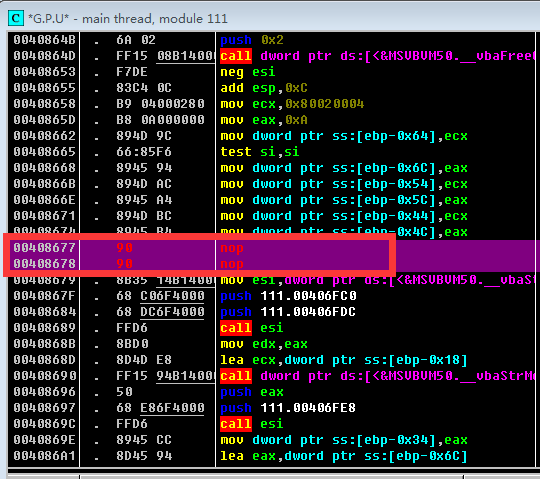 C *G.P.U* - main thread, module 111
0040864B . 6A 02 push 0x2
0040864D . FF15 08B14000 call dword ptr ds:[<&MSVBVM50.__vbaFree
00408653 . F7DE neg esi
00408655 . 83C4 0C add esp,0xC
00408658 . B9 04000280 mov ecx,0x80020004
0040865D . B8 0A000000 mov eax,0xA
00408662 . 894D 9C mov dword ptr ss:[ebp-0x64],ecx
00408665 . 66:85F6 test si,si
00408668 . 8945 94 mov dword ptr ss:[ebp-0x6C],eax
0040866B . 894D AC mov dword ptr ss:[ebp-0x54],ecx
0040866E . 8945 A4 mov dword ptr ss:[ebp-0x5C],eax
00408671 . 894D BC mov dword ptr ss:[ebp-0x44],ecx
00408674 . 8945 B4 mov dword ptr ss:[ebp-0x4C],eax
00408677 90 nop
00408678 90 nop
00408679 . 8B35 14B14000 mov esi,dword ptr ds:[<&MSVBVM50.__vbaSt
0040867F . 68 C06F4000 push 111.00406FC0
00408684 . 68 DC6F4000 push 111.00406FDC
00408689 . FFD6 call esi
0040868B . 8BD0 mov edx,eax
0040868D . 8D4D E8 lea ecx,dword ptr ss:[ebp-0x18]
00408690 . FF15 94B14000 call dword ptr ds:[<&MSVBVM50.__vbaStrMo
00408696 . 50 push eax
00408697 . 68 E86F4000 push 111.00406FE8
0040869C . FFD6 call esi
0040869E . 8945 CC mov dword ptr ss:[ebp-0x34],eax
004086A1 . 8D45 94 lea eax,dword ptr ss:[ebp-0x6C]